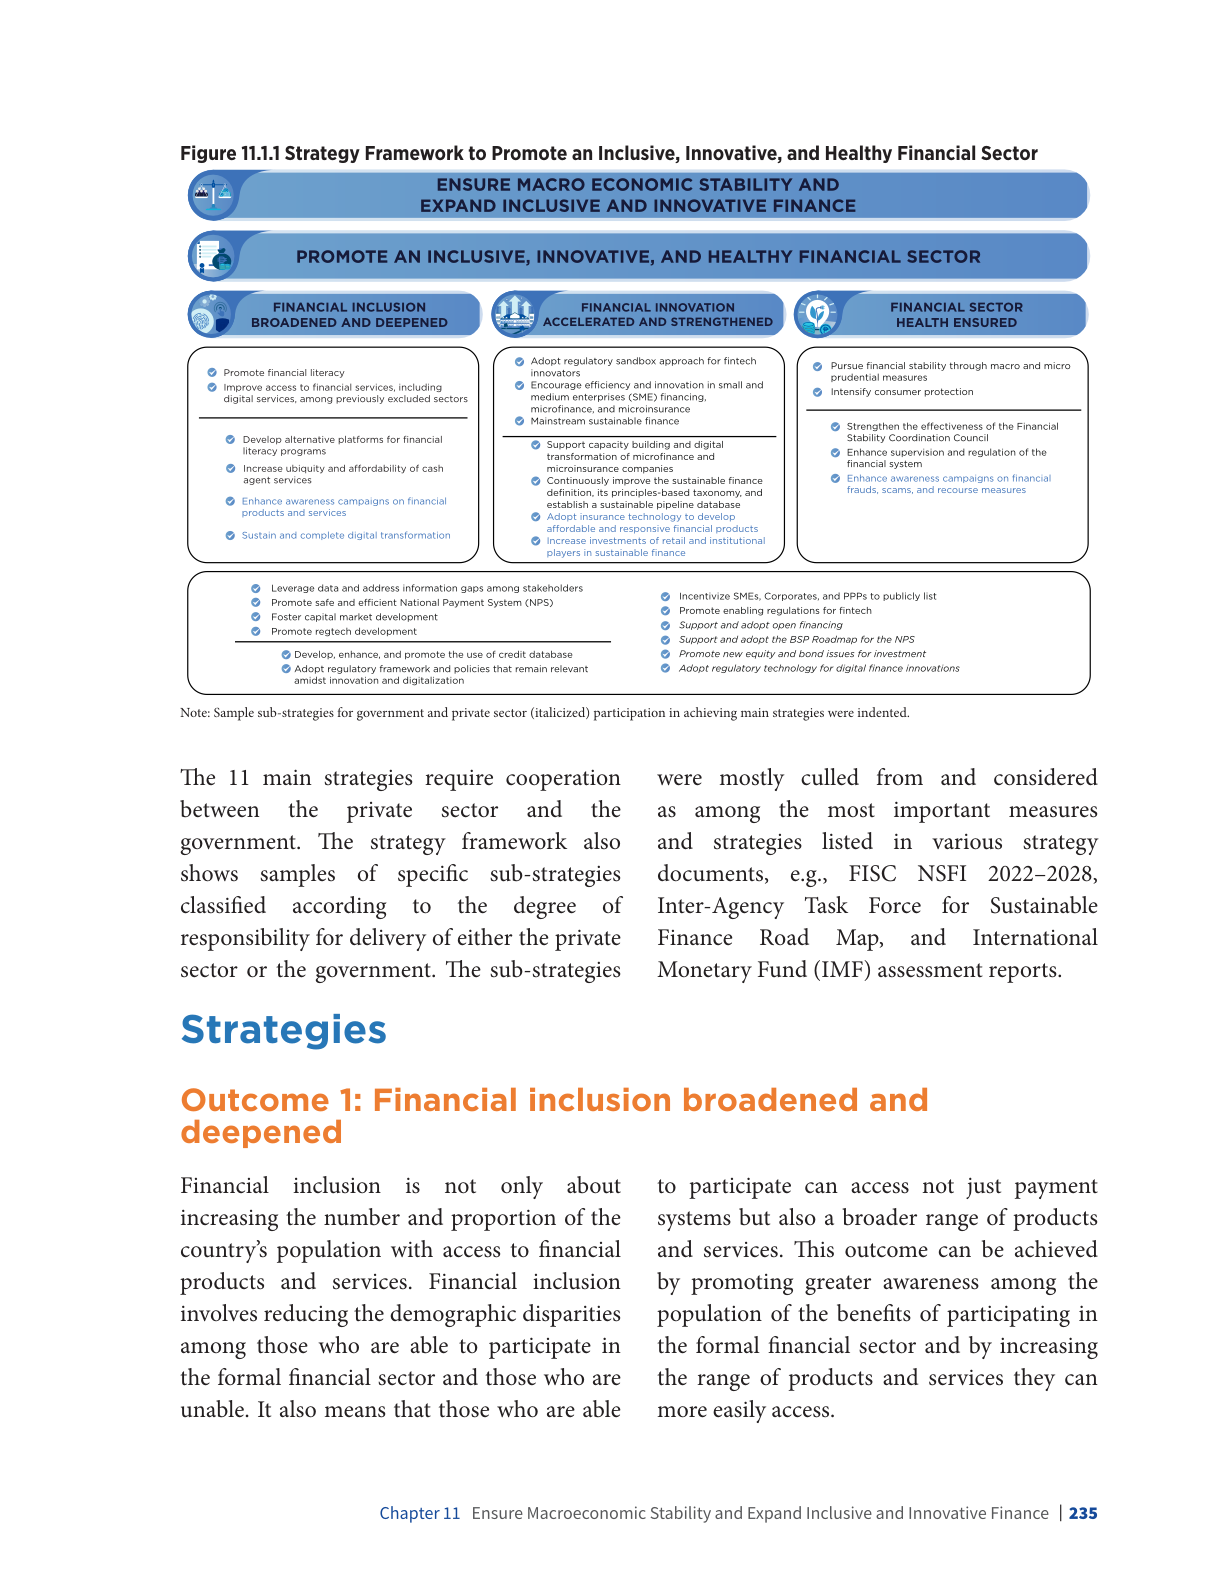 Figure 11.1.1 Strategy Framework to Promote an Inclusive, Innovative, and Healthy Financial Sector
ENSURE MACRO ECONOMIC STABILITY AND
EXPAND INCLUSIVE AND INNOVATIVE FINANCE
PROMOTE AN INCLUSIVE, INNOVATIVE, AND HEALTHY FINANCIAL SECTOR
FINANCIAL INCLUSION
BROADENED AND DEEPENED
Promote financial literacy
Improve access to financial services, including
digital services, among previously excluded sectors
Develop alternative platforms for financial
literacy programs
Increase ubiquity and affordability of cash
agent services
Enhance awareness campaigns on financial
products and services
Sustain and complete digital transformation
FINANCIAL INNOVATION
ACCELERATED AND STRENGTHENED
Adopt regulatory sandbox approach for fintech
innovators
Encourage efficiency and innovation in small and
medium enterprises (SME) financing,
microfinance, and microinsurance
Mainstream sustainable finance
Support capacity building and digital
transformation of microfinance and
microinsurance companies
Continuously improve the sustainable finance
definition, its principles-based taxonomy, and
establish a sustainable pipeline database
Adopt insurance technology to develop
affordable and responsive financial products
Increase investments of retail and institutional
players in sustainable finance
FINANCIAL SECTOR
HEALTH ENSURED
Pursue financial stability through macro and micro
prudential measures
Intensify consumer protection
Strengthen the effectiveness of the Financial
Stability Coordination Council
Enhance supervision and regulation of the
financial system
Enhance awareness campaigns on financial
frauds, scams, and recourse measures
Leverage data and address information gaps among stakeholders
Promote safe and efficient National Payment System (NPS)
Foster capital market development
Promote regtech development
Develop, enhance, and promote the use of credit database
Adopt regulatory framework and policies that remain relevant
amidst innovation and digitalization
Incentivize SMEs, Corporates, and PPPs to publicly list
Promote enabling regulations for fintech
Support and adopt open financing
Support and adopt the BSP Roadmap for the NPS
Promote new equity and bond issues for investment
Adopt regulatory technology for digital finance innovations
Note: Sample sub-strategies for government and private sector (italicized) participation in achieving main strategies were indented.
The 11 main strategies require cooperation
between the private sector and the
government. The strategy framework also
shows samples of specific sub-strategies
classified according to the degree of
responsibility for delivery of either the private
sector or the government. The sub-strategies
were mostly culled from and considered
as among the most important measures
and strategies listed in various strategy
documents, e.g., FISC NSFI 2022–2028,
Inter-Agency Task Force for Sustainable
Finance Road Map, and International
Monetary Fund (IMF) assessment reports.
Strategies
Outcome 1: Financial inclusion broadened and
deepened
Financial inclusion is not only about
increasing the number and proportion of the
country’s population with access to financial
products and services. Financial inclusion
involves reducing the demographic disparities
among those who are able to participate in
the formal financial sector and those who are
unable. It also means that those who are able
to participate can access not just payment
systems but also a broader range of products
and services. This outcome can be achieved
by promoting greater awareness among the
population of the benefits of participating in
the formal financial sector and by increasing
the range of products and services they can
more easily access.
Chapter 11 Ensure Macroeconomic Stability and Expand Inclusive and Innovative Finance | 235